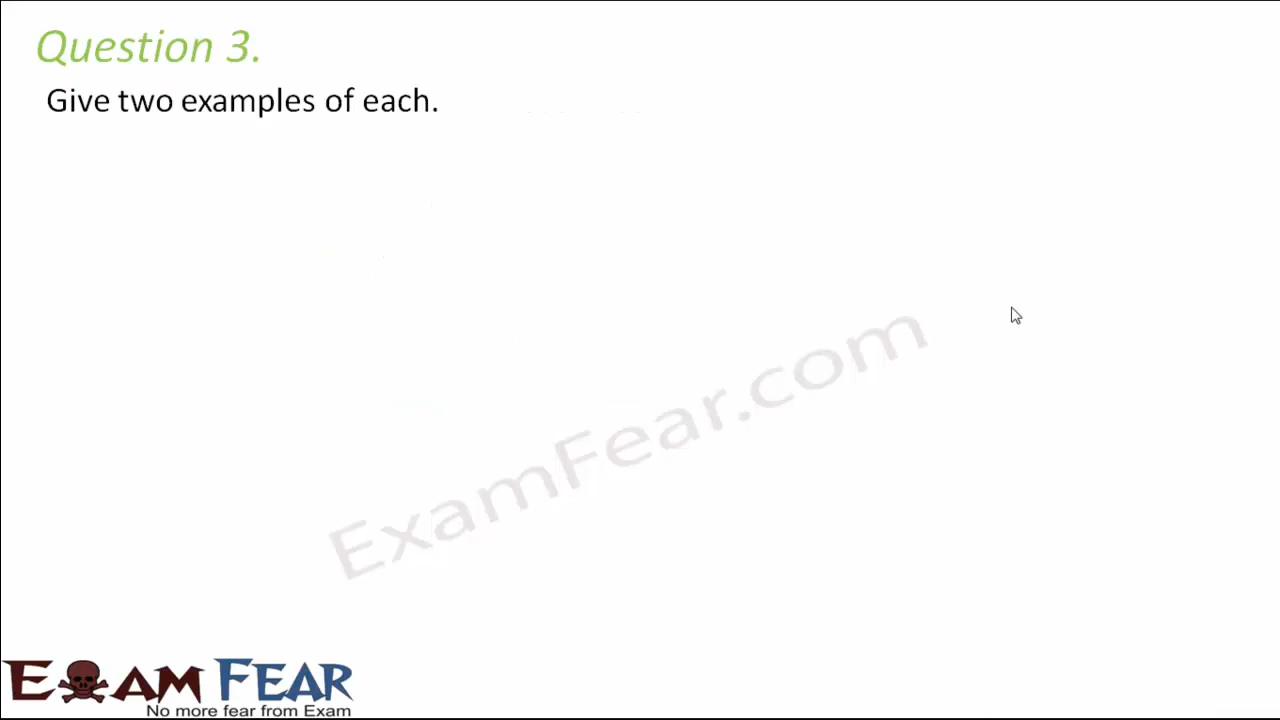 Question 3.
Give two examples of each.
ExamFear.com
EXAM FEAR
No more fear from Exam